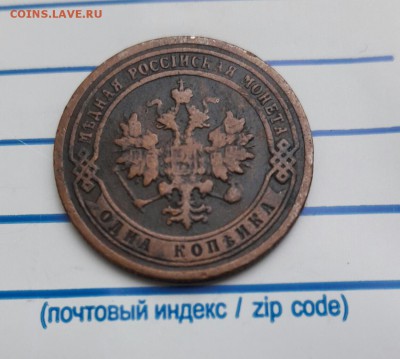 COINS.LAVE.RU
МѢДНАЯ РОССІЙСКАЯ МОНЕТА
ОДНА КОПѢЙКА
(почтовый индекс / zip code)